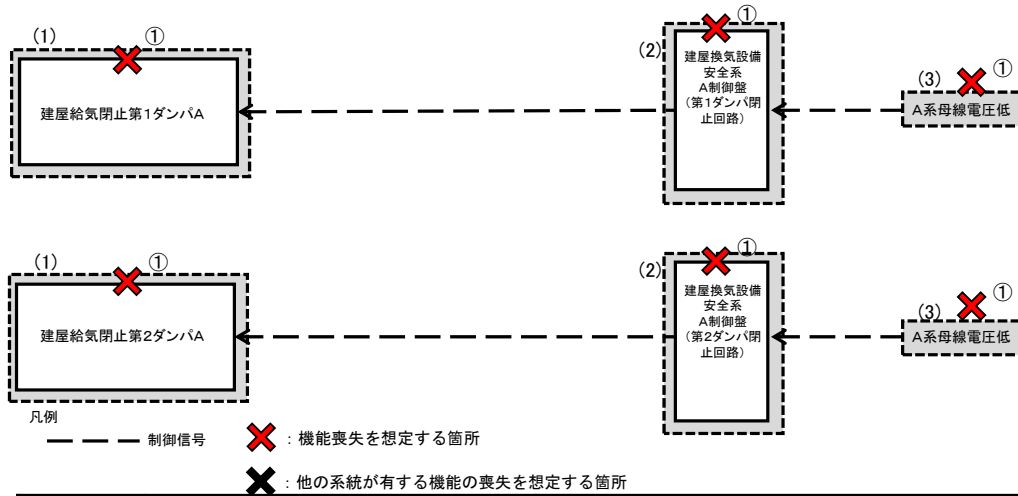 (1)
①
建屋給気閉止第1ダンパA
(2)
①
建屋換気設備
安全系
A制御盤
(第1ダンパ閉
止回路)
(3)
①
A系母線電圧低
(1)
①
建屋給気閉止第2ダンパA
(2)
①
建屋換気設備
安全系
A制御盤
(第2ダンパ閉
止回路)
(3)
①
A系母線電圧低
凡例
制御信号
：機能喪失を想定する箇所
：他の系統が有する機能の喪失を想定する箇所